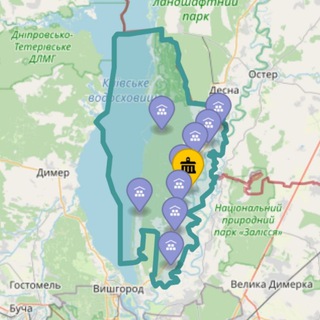 ландшафтний
парк
Дніпровсько-
Тетерівське
ДЛМГ
Київське
водосховище
Остер
Десна
Димер
Національний
природний
парк «Залісся»
Гостомель
Вишгород
Велика Димерка
Буча